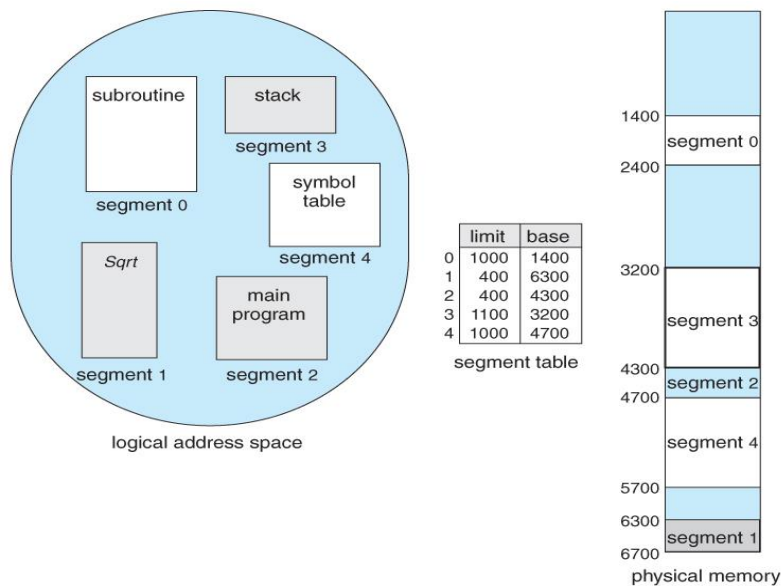 subroutine
segment 0
stack
segment 3
symbol
table
segment 4
Sqrt
segment 1
main
program
segment 2
logical address space
limit base
0 1000 1400
1 400 6300
2 400 4300
3 1100 3200
4 1000 4700
segment table
1400
segment 0
2400
3200
segment 3
4300
segment 2
4700
segment 4
5700
6300
segment 1
6700
physical memory